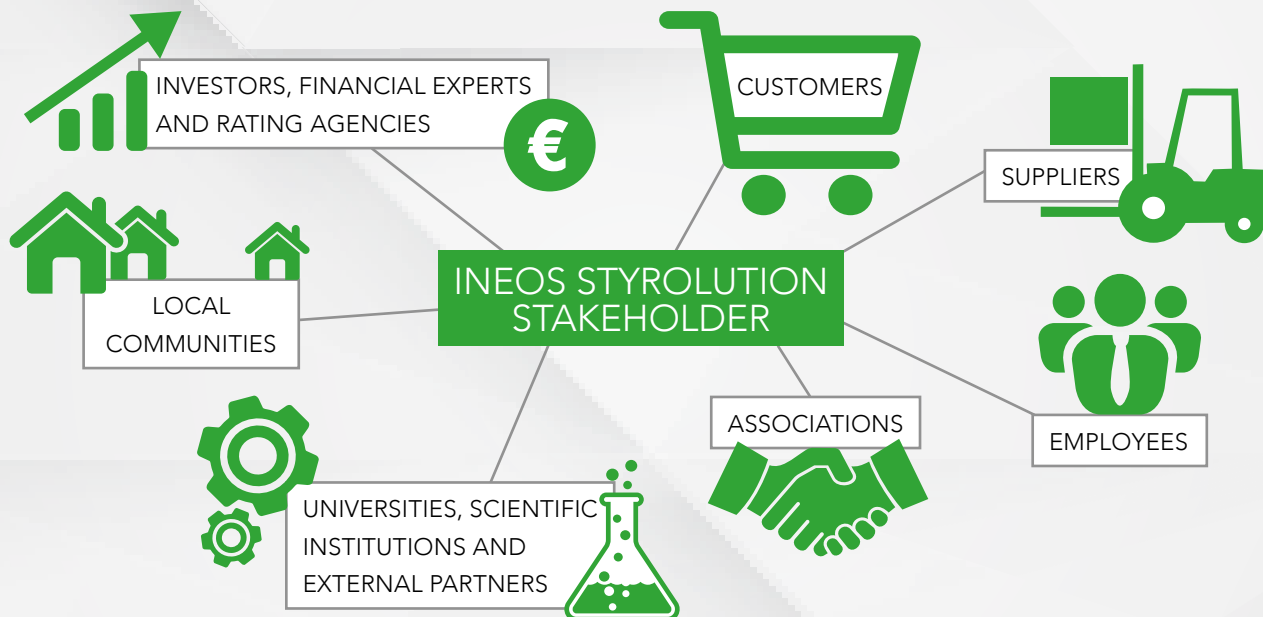 INVESTORS, FINANCIAL EXPERTS
AND RATING AGENCIES
€
CUSTOMERS
SUPPLIERS
INEOS STYROLUTION
STAKEHOLDER
LOCAL
COMMUNITIES
ASSOCIATIONS
EMPLOYEES
UNIVERSITIES, SCIENTIFIC
INSTITUTIONS AND
EXTERNAL PARTNERS